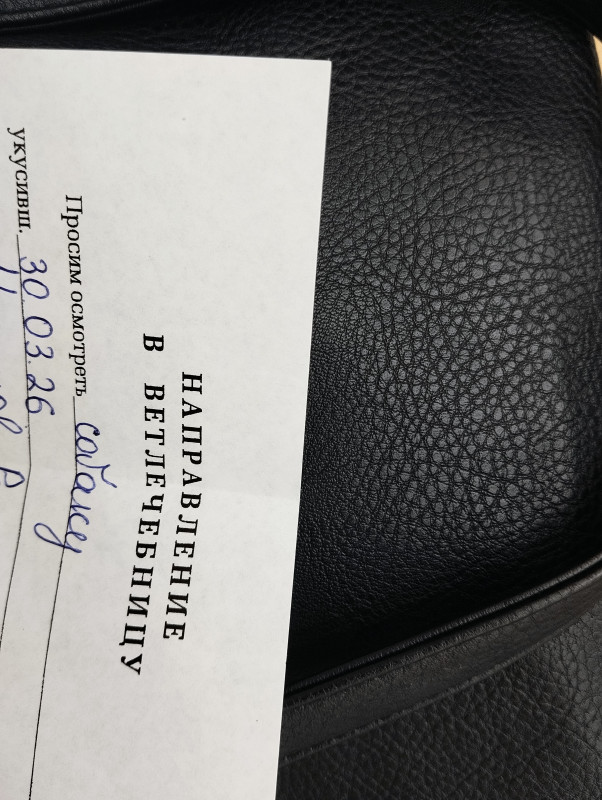 НАПРАВЛЕНИЕ
В ВЕТЛЕЧЕБНИЦУ
Просим осмотреть собаку
укусивш. 30 03.26